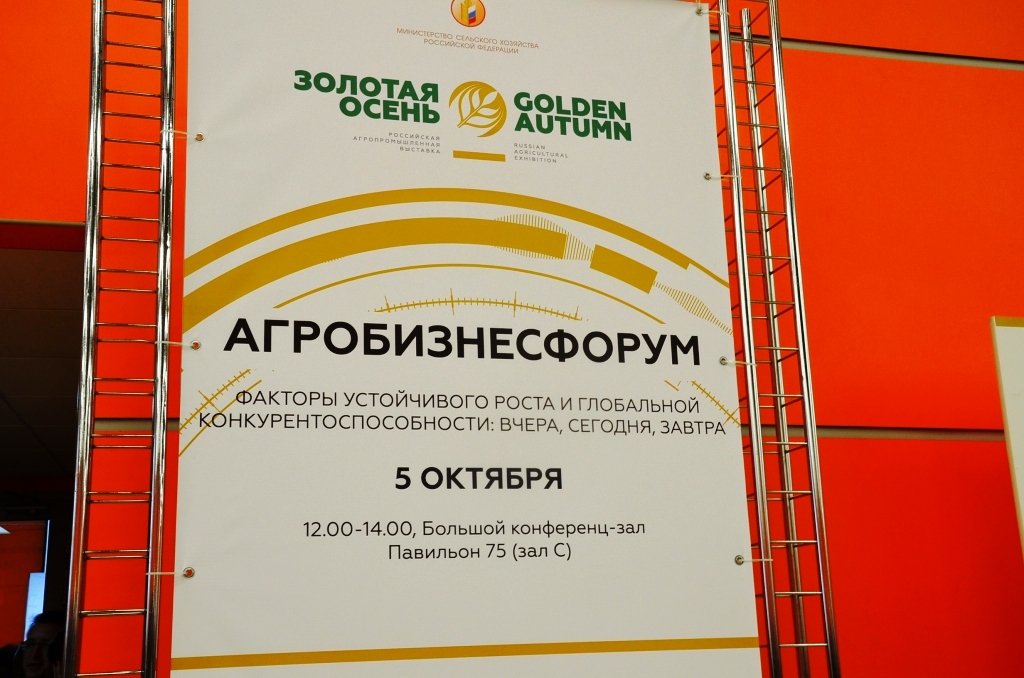 МИНИСТЕРСТВО СЕЛЬСКОГО ХОЗЯЙСТВА
РОССИЙСКОЙ ФЕДЕРАЦИИ
ЗОЛОТАЯ
ОСЕНЬ
РОССИЙСКАЯ
АГРОПРОМЫШЛЕННАЯ
ВЫСТАВКА
GOLDEN
AUTUMN
RUSSIAN
AGRICULTURAL
EXHIBITION
АГРОБИЗНЕСФОРУМ
ФАКТОРЫ УСТОЙЧИВОГО РОСТА И ГЛОБАЛЬНОЙ
КОНКУРЕНТОСПОСОБНОСТИ: ВЧЕРА, СЕГОДНЯ, ЗАВТРА
5 ОКТЯБРЯ
12.00-14.00, Большой конференц-зал
Павильон 75 (зал С)